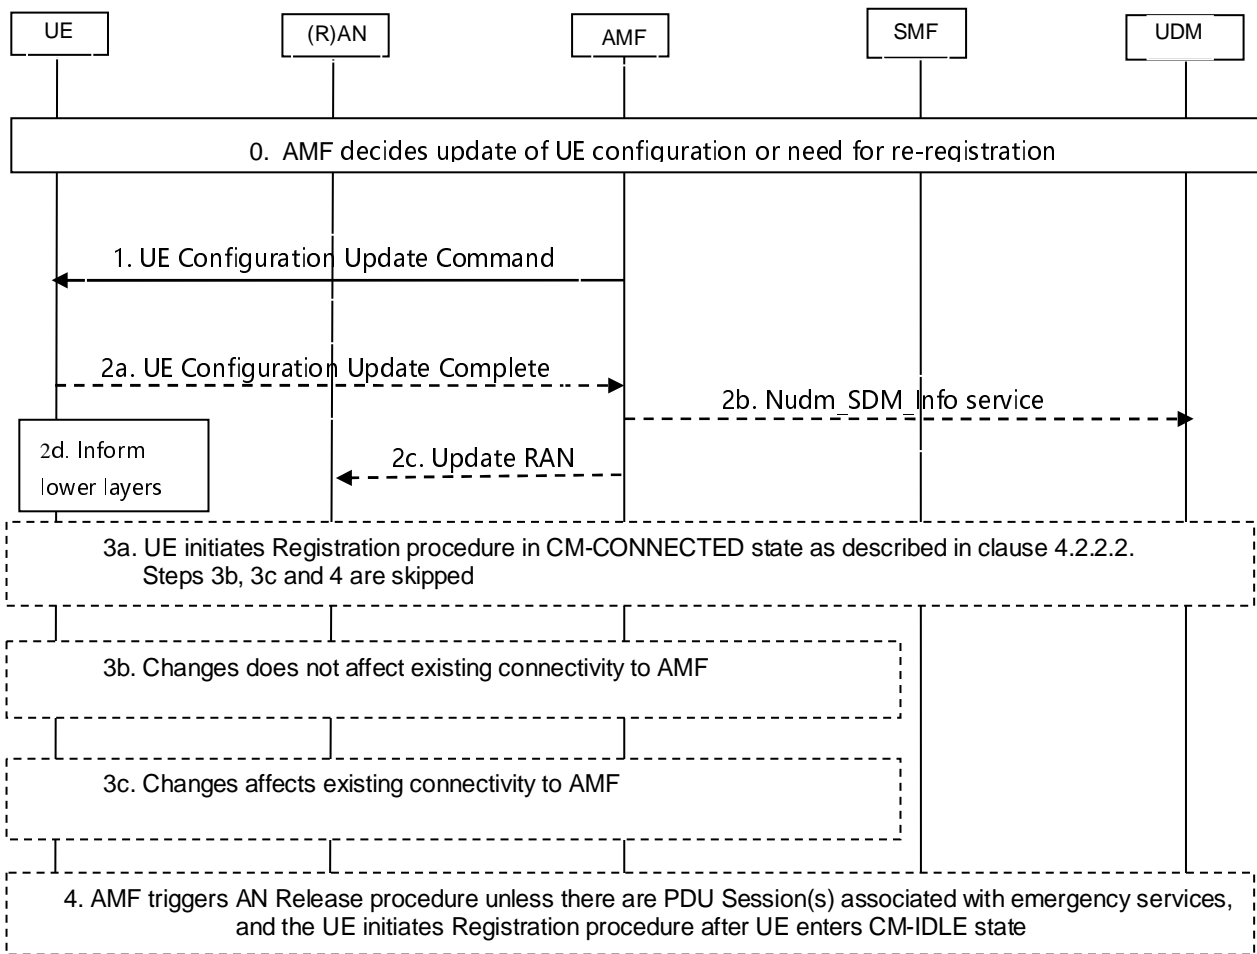 UE
(R)AN
AMF
SMF
UDM
0. AMF decides update of UE configuration or need for re-registration
1. UE Configuration Update Command
2a. UE Configuration Update Complete
2b. Nudm_SDM_Info service
2d. Inform
lower layers
2c. Update RAN
3a. UE initiates Registration procedure in CM-CONNECTED state as described in clause 4.2.2.2.
Steps 3b, 3c and 4 are skipped
3b. Changes does not affect existing connectivity to AMF
3c. Changes affects existing connectivity to AMF
4. AMF triggers AN Release procedure unless there are PDU Session(s) associated with emergency services,
and the UE initiates Registration procedure after UE enters CM-IDLE state